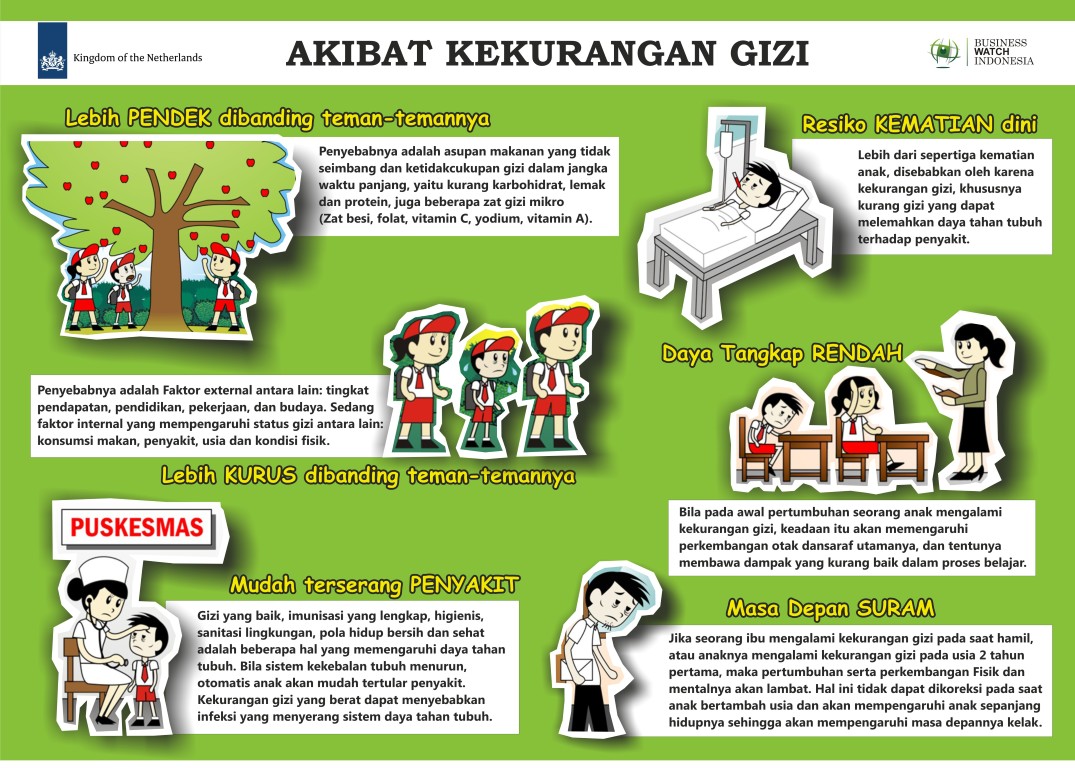 Kingdom of the Netherlands
AKIBAT KEKURANGAN GIZI
BUSINESS
WATCH
INDONESIA
Lebih PENDEK dibanding teman-temannya
Penyebabnya adalah asupan makanan yang tidak
seimbang dan ketidakcukupan gizi dalam jangka
waktu panjang, yaitu kurang karbohidrat, lemak
dan protein, juga beberapa zat gizi mikro
(Zat besi, folat, vitamin C, yodium, vitamin A).
Resiko KEMATIAN dini
Lebih dari sepertiga kematian
anak, disebabkan oleh karena
kekurangan gizi, khususnya
kurang gizi yang dapat
melemahkan daya tahan tubuh
terhadap penyakit.
Penyebabnya adalah Faktor external antara lain: tingkat
pendapatan, pendidikan, pekerjaan, dan budaya. Sedang
faktor internal yang mempengaruhi status gizi antara lain:
konsumsi makan, penyakit, usia dan kondisi fisik.
Lebih KURUS dibanding teman-temannya
Daya Tangkap RENDAH
Bila pada awal pertumbuhan seorang anak mengalami
kekurangan gizi, keadaan itu akan memengaruhi
perkembangan otak dansaraf utamanya, dan tentunya
membawa dampak yang kurang baik dalam proses belajar.
PUSKESMAS
Mudah terserang PENYAKIT
Gizi yang baik, imunisasi yang lengkap, higienis,
sanitasi lingkungan, pola hidup bersih dan sehat
adalah beberapa hal yang memengaruhi daya tahan
tubuh. Bila sistem kekebalan tubuh menurun,
otomatis anak akan mudah tertular penyakit.
Kekurangan gizi yang berat dapat menyebabkan
infeksi yang menyerang sistem daya tahan tubuh.
Masa Depan SURAM
Jika seorang ibu mengalami kekurangan gizi pada saat hamil,
atau anaknya mengalami kekurangan gizi pada usia 2 tahun
pertama, maka pertumbuhan serta perkembangan Fisik dan
mentalnya akan lambat. Hal ini tidak dapat dikoreksi pada saat
anak bertambah usia dan akan mempengaruhi anak sepanjang
hidupnya sehingga akan mempengaruhi masa depannya kelak.